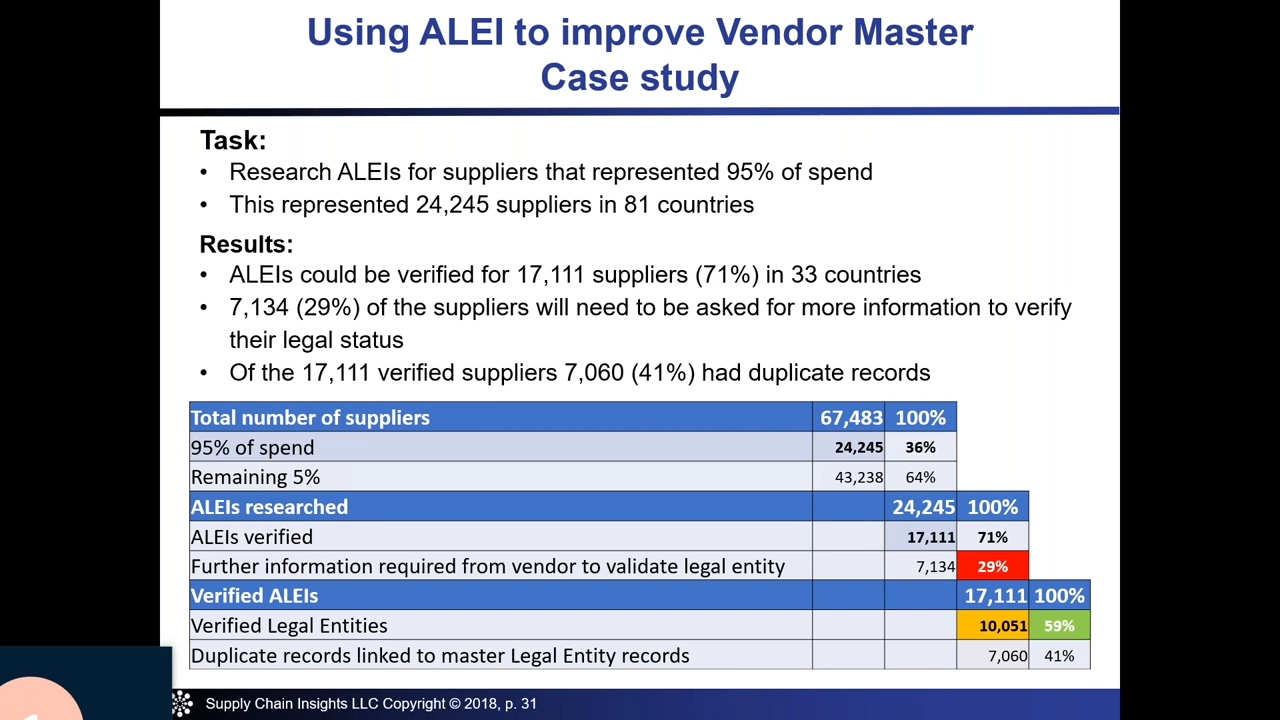 Using ALEI to improve Vendor Master
Case study
Task:
• Research ALEIs for suppliers that represented 95% of spend
• This represented 24,245 suppliers in 81 countries
Results:
• ALEIs could be verified for 17,111 suppliers (71%) in 33 countries
• 7,134 (29%) of the suppliers will need to be asked for more information to verify
their legal status
• Of the 17,111 verified suppliers 7,060 (41%) had duplicate records
Total number of suppliers 67,483 100%
95% of spend 24,245 36%
Remaining 5% 43,238 64%
ALEIs researched 24,245 100%
ALEIs verified 17,111 71%
Further information required from vendor to validate legal entity 7,134 29%
Verified ALEIs 17,111 100%
Verified Legal Entities 10,051 59%
Duplicate records linked to master Legal Entity records 7,060 41%
Supply Chain Insights LLC Copyright © 2018, p. 31